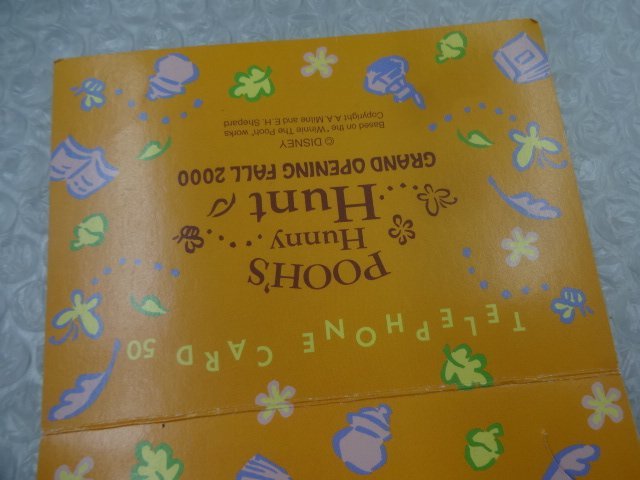 TELEPHONE CARD 50
POOH'S
Hunny
Hunt
GRAND OPENING FALL 2000
© DISNEY
Based on the "Winnie The Pooh" works
Copyright A.A.Milne and E.H. Shepard